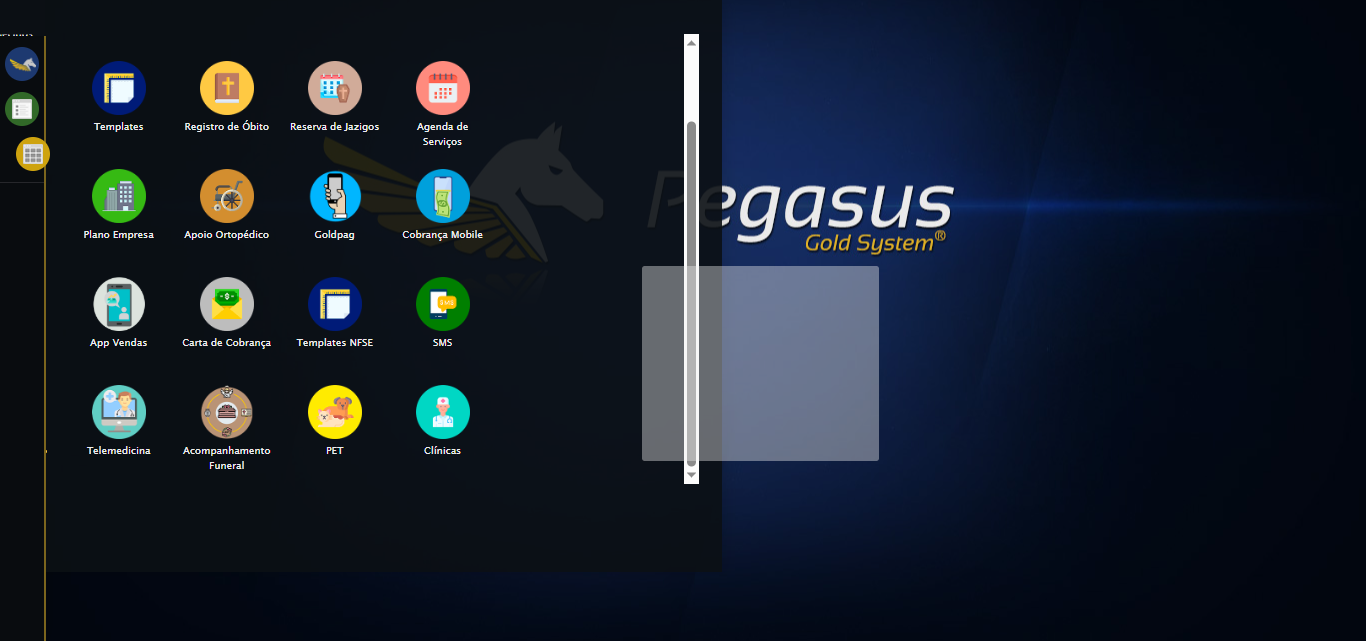 Templates
Registro de Óbito
Reserva de Jazigos
Agenda de
Serviços
Plano Empresa
Apoio Ortopédico
Goldpag
Cobrança Mobile
Pegasus
Gold System®
App Vendas
Carta de Cobrança
Templates NFSE
SMS
SMS
Telemedicina
Acompanhamento
Funeral
PET
Clínicas